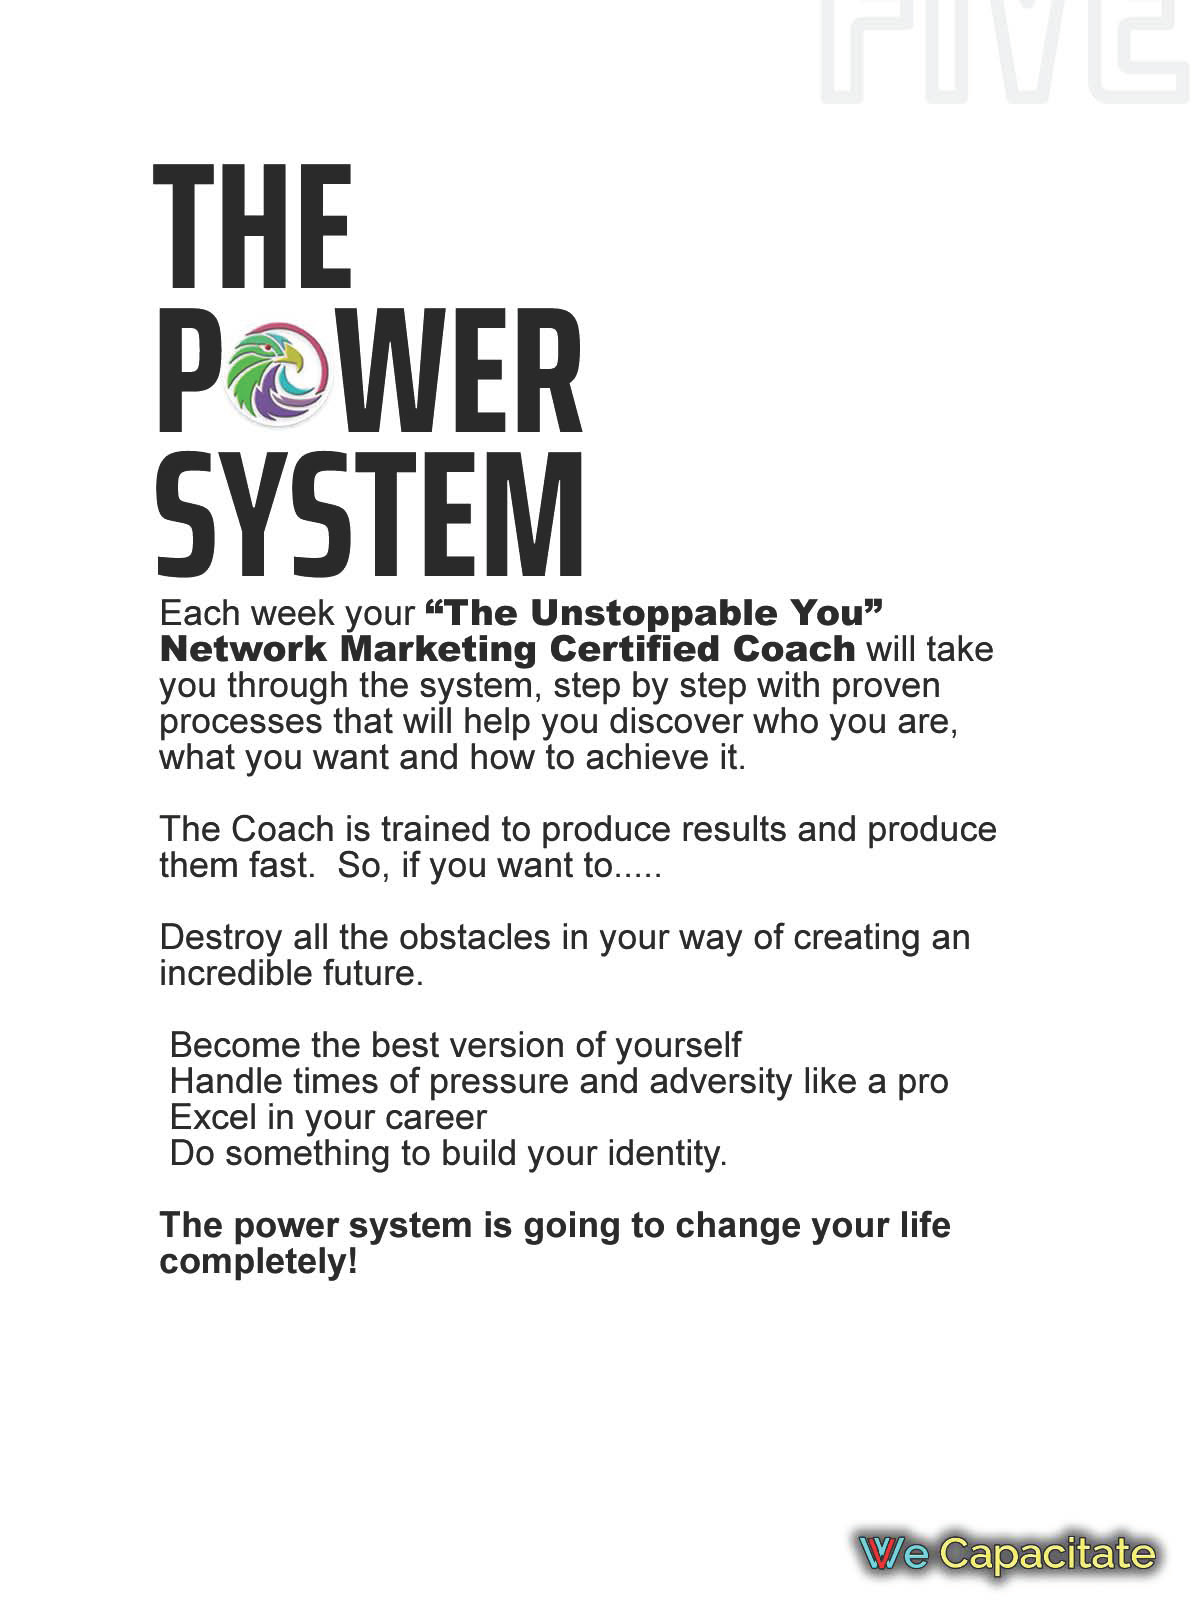 FIVE
THE
POWER
SYSTEM
Each week your “The Unstoppable You”
Network Marketing Certified Coach will take
you through the system, step by step with proven
processes that will help you discover who you are,
what you want and how to achieve it.
The Coach is trained to produce results and produce
them fast.  So, if you want to.....
Destroy all the obstacles in your way of creating an
incredible future.
Become the best version of yourself
Handle times of pressure and adversity like a pro
Excel in your career
Do something to build your identity.
The power system is going to change your life
completely!
We Capacitate